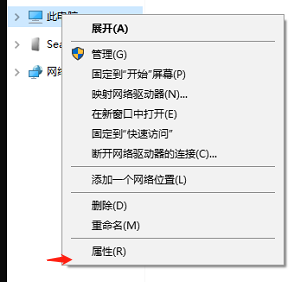 此电脑
展开(A)
Sea
管理(G)
网络
固定到"开始"屏幕(P)
映射网络驱动器(N)...
在新窗口中打开(E)
固定到"快速访问"
断开网络驱动器的连接(C)...
添加一个网络位置(L)
删除(D)
重命名(M)
属性(R)